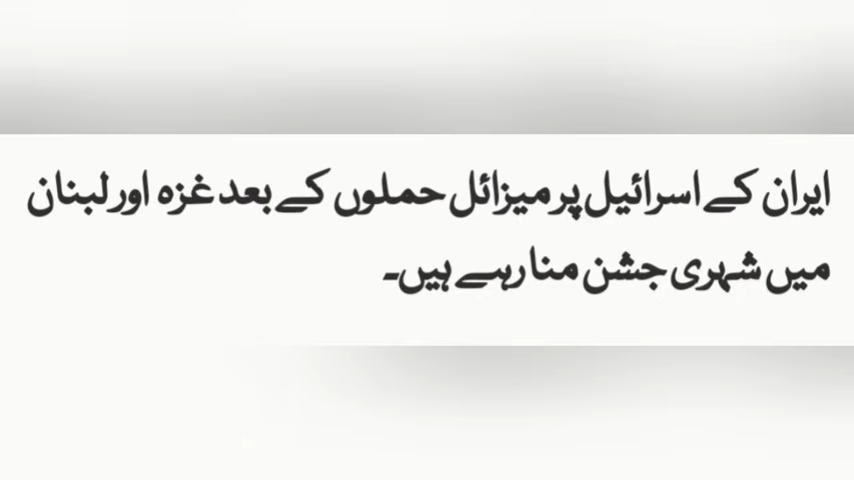 ایران کے اسرائیل پر میزائل حملوں کے بعد غزہ اور لبنان
میں شہری جشن منا رہے ہیں۔